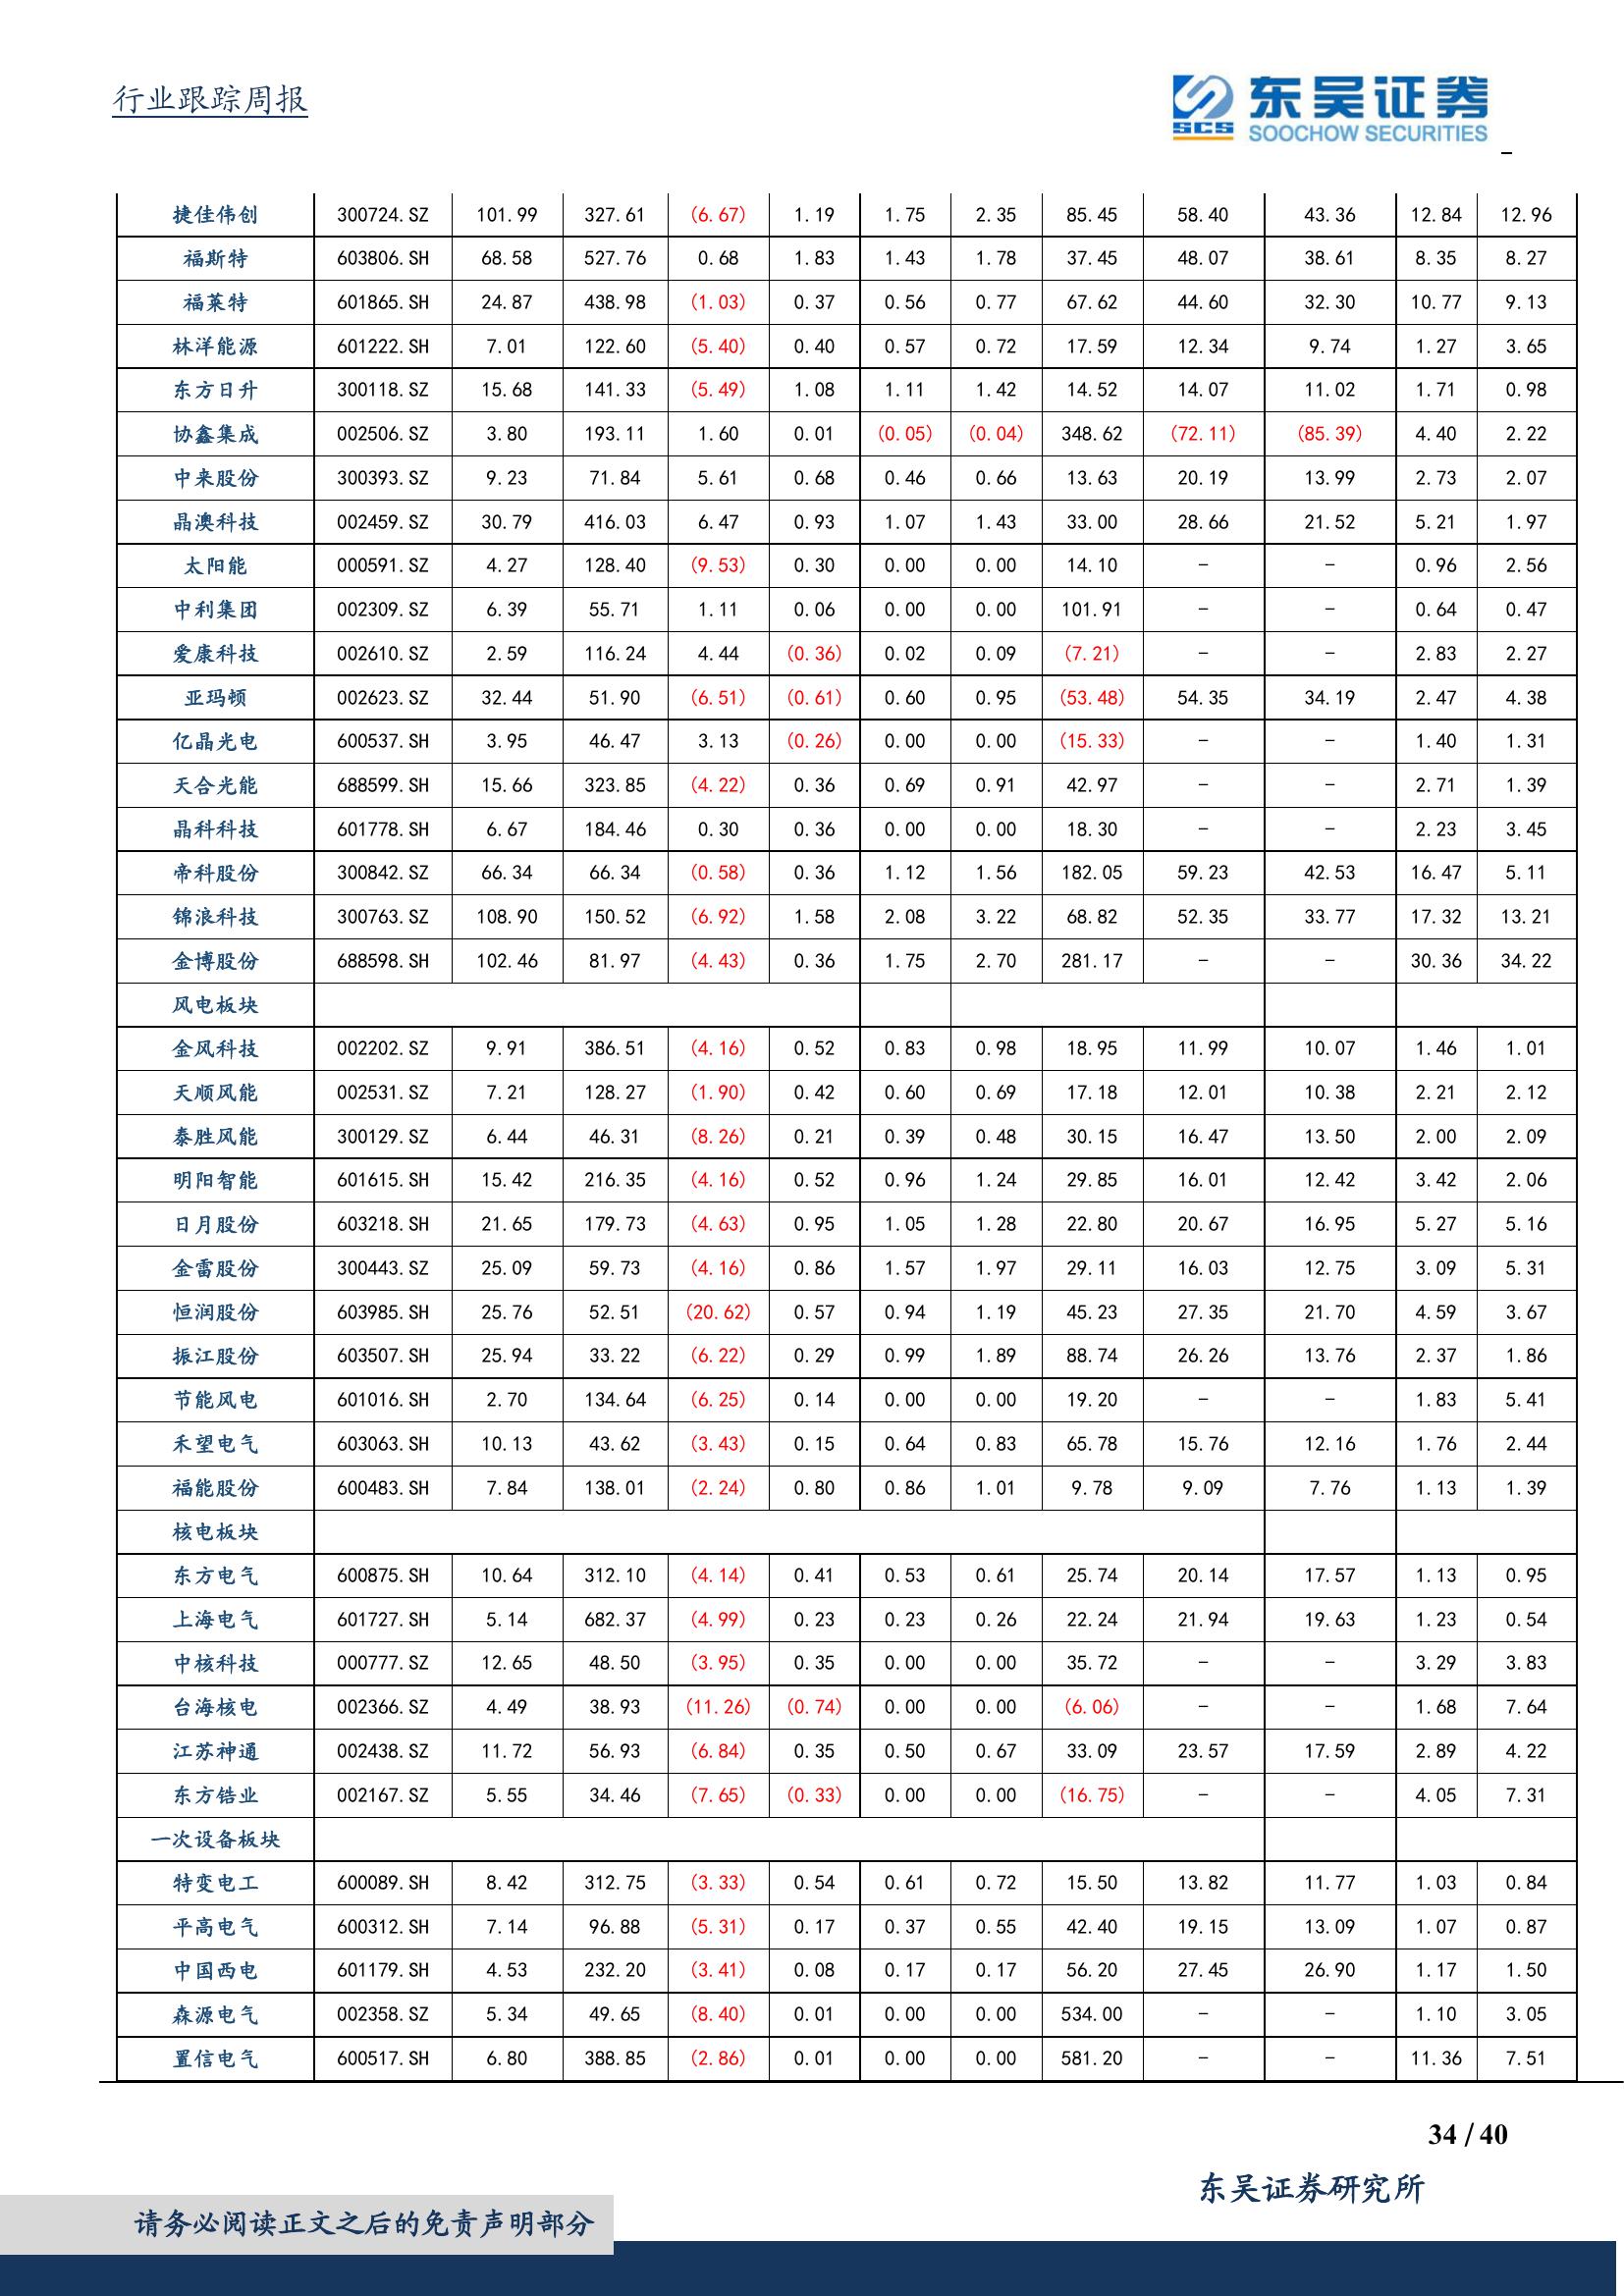 行业跟踪周报
SCS 东吴证券
SOOCHOW SECURITIES
捷佳伟创 300724.SZ 101.99 327.61 (6.67) 1.19 1.75 2.35 85.45 58.40 43.36 12.84 12.96
福斯特 603806.SH 68.58 527.76 0.68 1.83 1.43 1.78 37.45 48.07 38.61 8.35 8.27
福莱特 601865.SH 24.87 438.98 (1.03) 0.37 0.56 0.77 67.62 44.60 32.30 10.77 9.13
林洋能源 601222.SH 7.01 122.60 (5.40) 0.40 0.57 0.72 17.59 12.34 9.74 1.27 3.65
东方日升 300118.SZ 15.68 141.33 (5.49) 1.08 1.11 1.42 14.52 14.07 11.02 1.71 0.98
协鑫集成 002506.SZ 3.80 193.11 1.60 0.01 (0.05) (0.04) 348.62 (72.11) (85.39) 4.40 2.22
中来股份 300393.SZ 9.23 71.84 5.61 0.68 0.46 0.66 13.63 20.19 13.99 2.73 2.07
晶澳科技 002459.SZ 30.79 416.03 6.47 0.93 1.07 1.43 33.00 28.66 21.52 5.21 1.97
太阳能 000591.SZ 4.27 128.40 (9.53) 0.30 0.00 0.00 14.10 - - 0.96 2.56
中利集团 002309.SZ 6.39 55.71 1.11 0.06 0.00 0.00 101.91 - - 0.64 0.47
爱康科技 002610.SZ 2.59 116.24 4.44 (0.36) 0.02 0.09 (7.21) - - 2.83 2.27
亚玛顿 002623.SZ 32.44 51.90 (6.51) (0.61) 0.60 0.95 (53.48) 54.35 34.19 2.47 4.38
亿晶光电 600537.SH 3.95 46.47 3.13 (0.26) 0.00 0.00 (15.33) - - 1.40 1.31
天合光能 688599.SH 15.66 323.85 (4.22) 0.36 0.69 0.91 42.97 - - 2.71 1.39
晶科科技 601778.SH 6.67 184.46 0.30 0.36 0.00 0.00 18.30 - - 2.23 3.45
帝科股份 300842.SZ 66.34 66.34 (0.58) 0.36 1.12 1.56 182.05 59.23 42.53 16.47 5.11
锦浪科技 300763.SZ 108.90 150.52 (6.92) 1.58 2.08 3.22 68.82 52.35 33.77 17.32 13.21
金博股份 688598.SH 102.46 81.97 (4.43) 0.36 1.75 2.70 281.17 - - 30.36 34.22
风电板块
金风科技 002202.SZ 9.91 386.51 (4.16) 0.52 0.83 0.98 18.95 11.99 10.07 1.46 1.01
天顺风能 002531.SZ 7.21 128.27 (1.90) 0.42 0.60 0.69 17.18 12.01 10.38 2.21 2.12
泰胜风能 300129.SZ 6.44 46.31 (8.26) 0.21 0.39 0.48 30.15 16.47 13.50 2.00 2.09
明阳智能 601615.SH 15.42 216.35 (4.16) 0.52 0.96 1.24 29.85 16.01 12.42 3.42 2.06
日月股份 603218.SH 21.65 179.73 (4.63) 0.95 1.05 1.28 22.80 20.67 16.95 5.27 5.16
金雷股份 300443.SZ 25.09 59.73 (4.16) 0.86 1.57 1.97 29.11 16.03 12.75 3.09 5.31
恒润股份 603985.SH 25.76 52.51 (20.62) 0.57 0.94 1.19 45.23 27.35 21.70 4.59 3.67
振江股份 603507.SH 25.94 33.22 (6.22) 0.29 0.99 1.89 88.74 26.26 13.76 2.37 1.86
节能风电 601016.SH 2.70 134.64 (6.25) 0.14 0.00 0.00 19.20 - - 1.83 5.41
禾望电气 603063.SH 10.13 43.62 (3.43) 0.15 0.64 0.83 65.78 15.76 12.16 1.76 2.44
福能股份 600483.SH 7.84 138.01 (2.24) 0.80 0.86 1.01 9.78 9.09 7.76 1.13 1.39
核电板块
东方电气 600875.SH 10.64 312.10 (4.14) 0.41 0.53 0.61 25.74 20.14 17.57 1.13 0.95
上海电气 601727.SH 5.14 682.37 (4.99) 0.23 0.23 0.26 22.24 21.94 19.63 1.23 0.54
中核科技 000777.SZ 12.65 48.50 (3.95) 0.35 0.00 0.00 35.72 - - 3.29 3.83
台海核电 002366.SZ 4.49 38.93 (11.26) (0.74) 0.00 0.00 (6.06) - - 1.68 7.64
江苏神通 002438.SZ 11.72 56.93 (6.84) 0.35 0.50 0.67 33.09 23.57 17.59 2.89 4.22
东方锆业 002167.SZ 5.55 34.46 (7.65) (0.33) 0.00 0.00 (16.75) - - 4.05 7.31
一次设备板块
特变电工 600089.SH 8.42 312.75 (3.33) 0.54 0.61 0.72 15.50 13.82 11.77 1.03 0.84
平高电气 600312.SH 7.14 96.88 (5.31) 0.17 0.37 0.55 42.40 19.15 13.09 1.07 0.87
中国西电 601179.SH 4.53 232.20 (3.41) 0.08 0.17 0.17 56.20 27.45 26.90 1.17 1.50
森源电气 002358.SZ 5.34 49.65 (8.40) 0.01 0.00 0.00 534.00 - - 1.10 3.05
置信电气 600517.SH 6.80 388.85 (2.86) 0.01 0.00 0.00 581.20 - - 11.36 7.51
34 / 40
东吴证券研究所
请务必阅读正文之后的免责声明部分